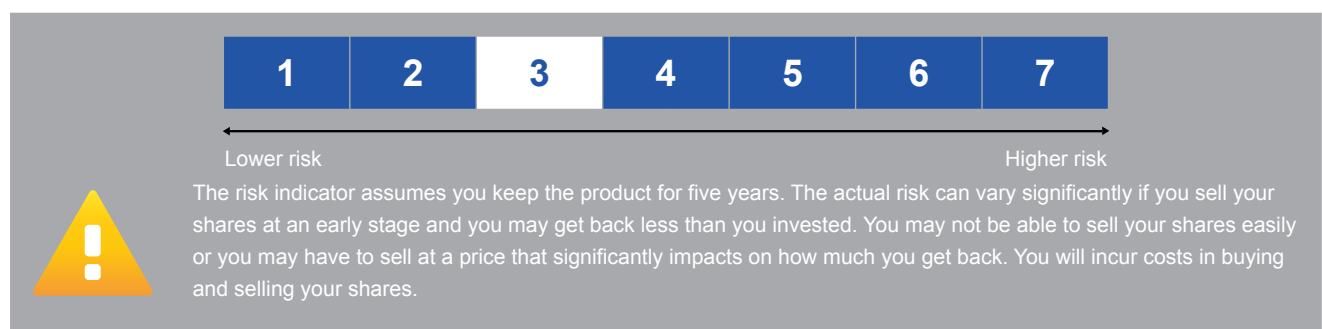 1 2 3 4 5 6 7
Lower risk Higher risk
The risk indicator assumes you keep the product for five years. The actual risk can vary significantly if you sell your
shares at an early stage and you may get back less than you invested. You may not be able to sell your shares easily
or you may have to sell at a price that significantly impacts on how much you get back. You will incur costs in buying
and selling your shares.